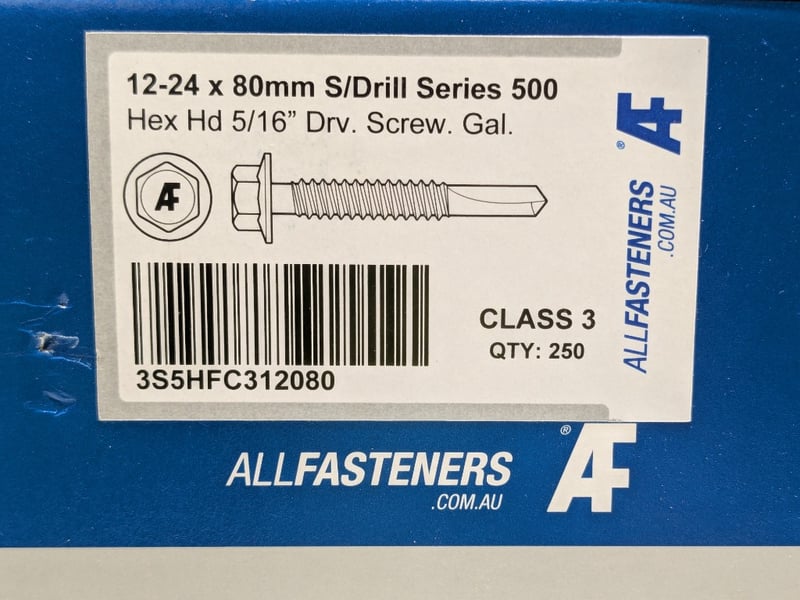 12-24 x 80mm S/Drill Series 500
Hex Hd 5/16” Drv. Screw. Gal.
AF
3S5HFC312080
CLASS 3
QTY: 250
AF®
ALLFASTENERS
.COM.AU
ALLFASTENERS
.COM.AU
®AF